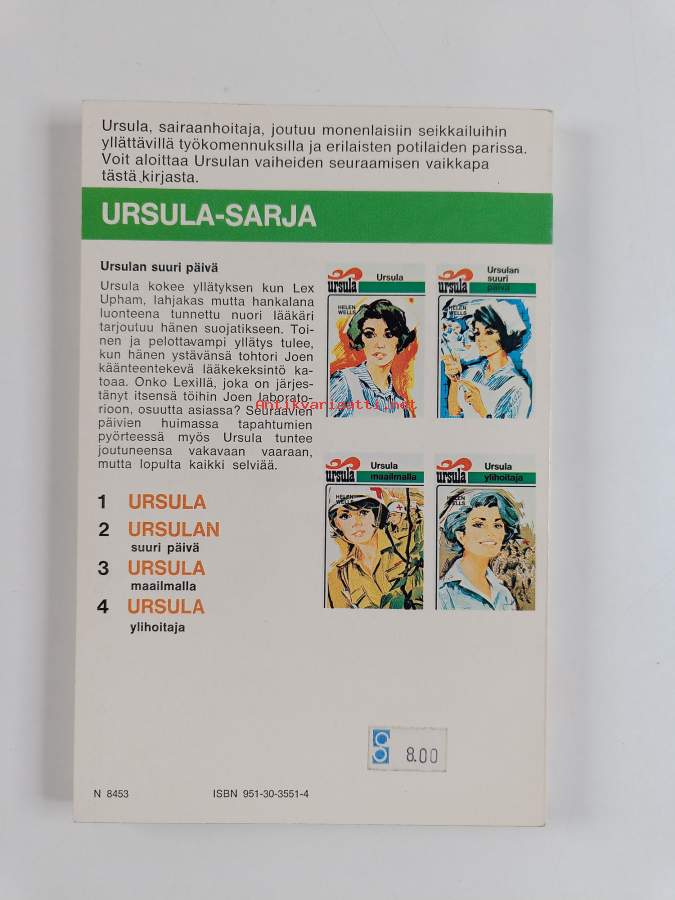 Ursula, sairaanhoitaja, joutuu monenlaisiin seikkailuihin
yllättävillä työkomennuksilla ja erilaisten potilaiden parissa.
Voit aloittaa Ursulan vaiheiden seuraamisen vaikkapa
tästä kirjasta.
URSULA-SARJA
Ursulan suuri päivä
Ursula kokee yllätyksen kun Lex
Upham, lahjakas mutta hankalana
luonteena tunnettu nuori lääkäri
tarjoutuu hänen suojatikseen. Toi-
nen ja pelottavampi yllätys tulee,
kun hänen ystävänsä tohtori Joen
käänteentekevä lääkekeksintö ka-
toaa. Onko Lexillä, joka on järjes-
tänyt itsensä töihin Joen laborato-
rioon, osuutta asiassa? Seuraavien
päivien huimassa tapahtumien
pyörteessä myös Ursula tuntee
joutuneensa vakavaan vaaraan,
mutta lopulta kaikki selviää.
1 URSULA
2 URSULAN
suuri päivä
3 URSULA
maailmalla
4 URSULA
ylihoitaja
ursula
Ursula
HELEN
WELLS
ursula
Ursulan
suuri
päivä
HELEN
WELLS
ursula
Ursula
maailmalla
HELEN
WELLS
ursula
Ursula
ylihoitaja
HELEN
WELLS
Antikvariaatti.net
8.00
N 8453
ISBN 951-30-3551-4